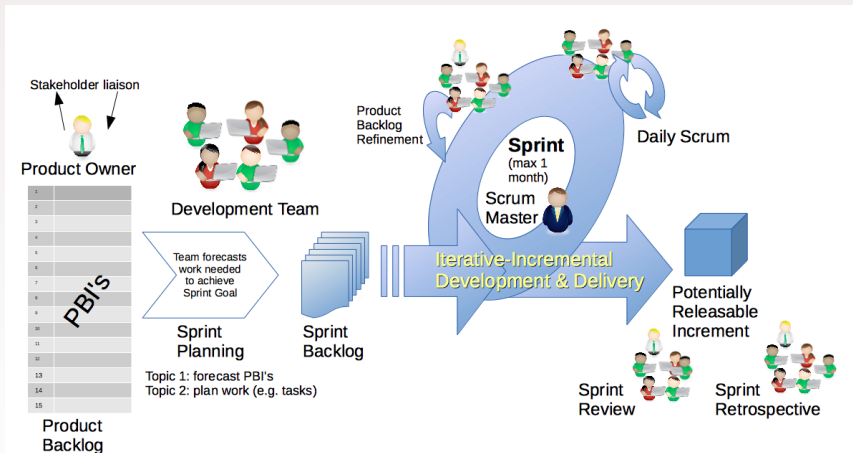 Stakeholder liaison
Product Owner
1
2
3
4
5
6
7
8
9
10
11
12
13
14
15
PBI's
Product
Backlog
Development Team
Team forecasts
work needed
to achieve
Sprint Goal
Sprint
Planning
Topic 1: forecast PBI's
Topic 2: plan work (e.g. tasks)
Sprint
Backlog
Product
Backlog
Refinement
Sprint
(max 1
month)
Scrum
Master
Daily Scrum
Iterative-Incremental
Development & Delivery
Potentially
Releasable
Increment
Sprint
Review
Sprint
Retrospective